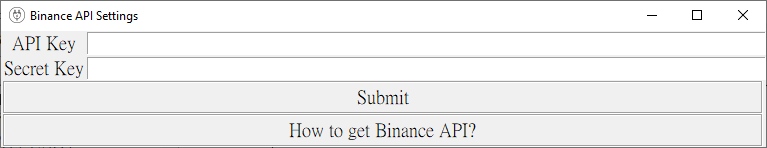 Binance API Settings
API Key
Secret Key
Submit
How to get Binance API?